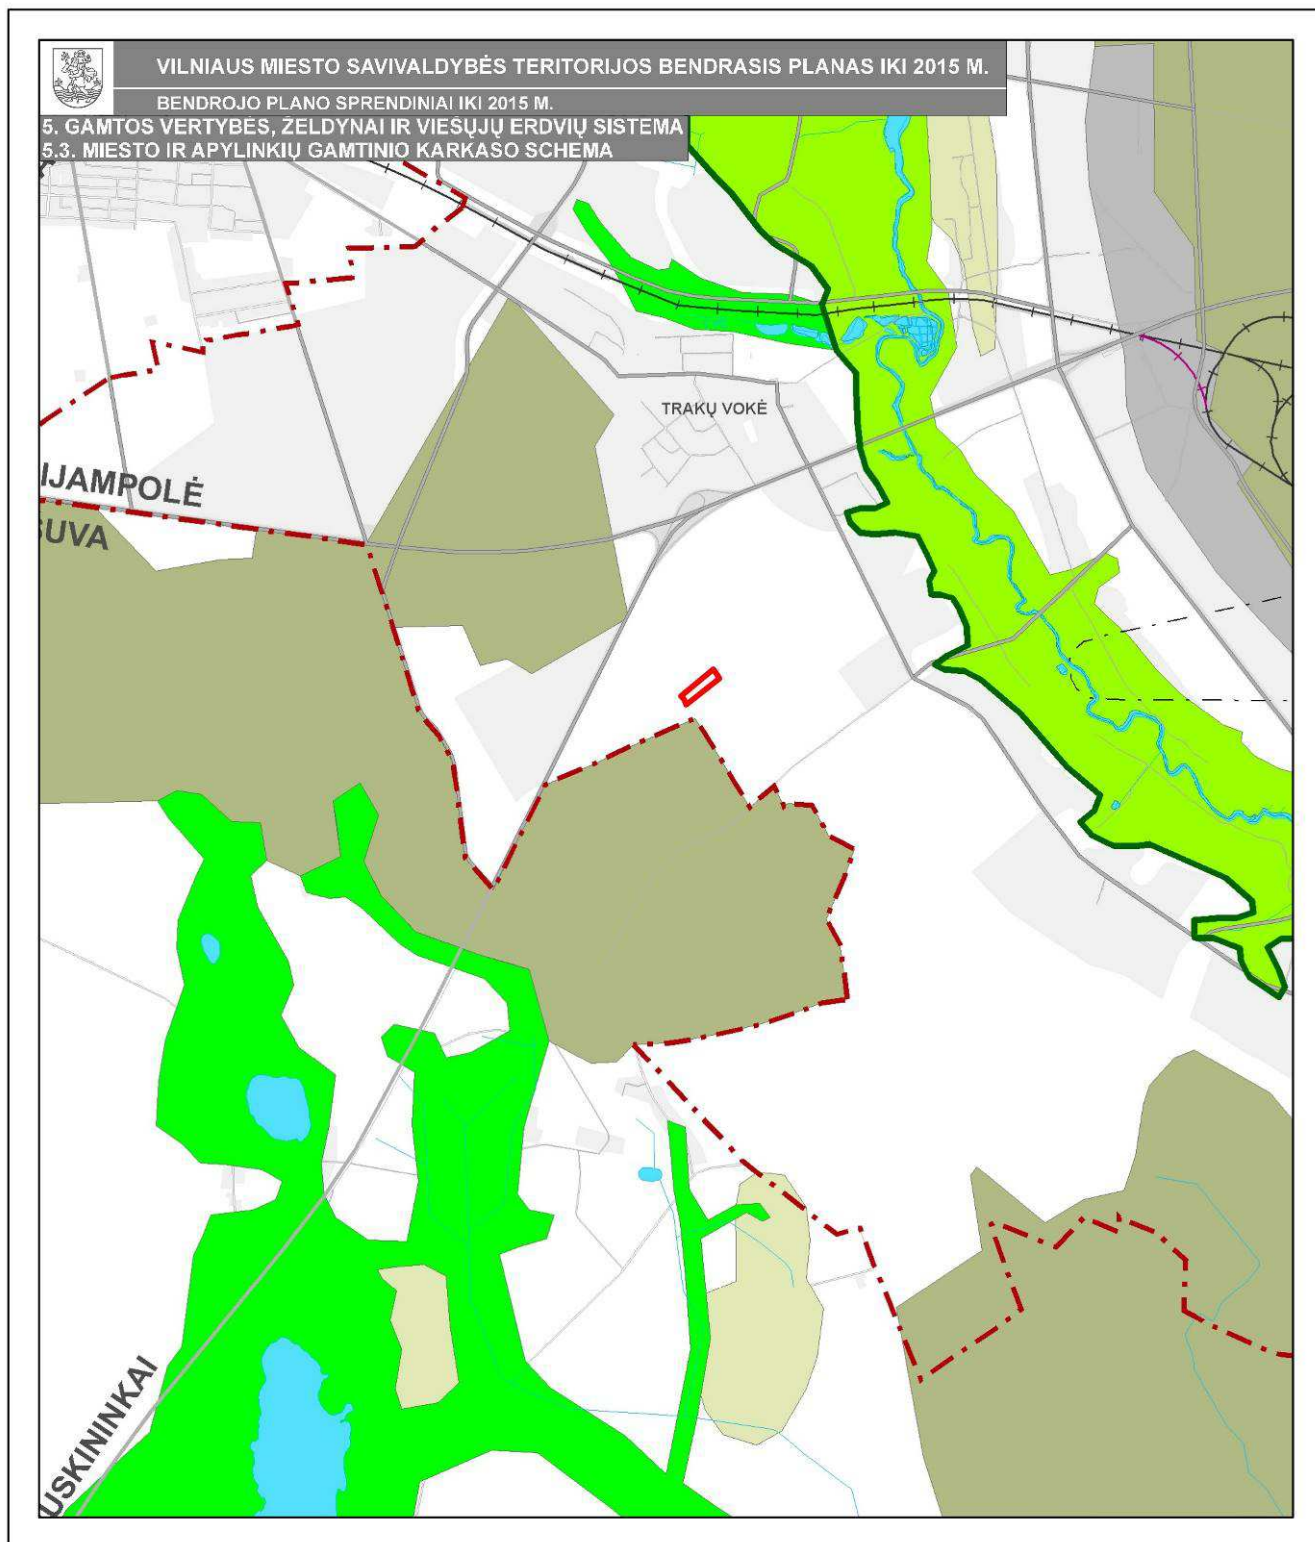 VILNIAUS MIESTO SAVIVALDYBĖS TERITORIJOS BENDRASIS PLANAS IKI 2015 M.
BENDROJO PLANO SPRENDINIAI IKI 2015 M.
5. GAMTOS VERTYBĖS, ŽELDYNAI IR VIEŠŲJŲ ERDVIŲ SISTEMA
5.3. MIESTO IR APYLINKIŲ GAMTINIO KARKASO SCHEMA
TRAKŲ VOKĖ
IJAMPOLĖ
SUVA
USKININKAI